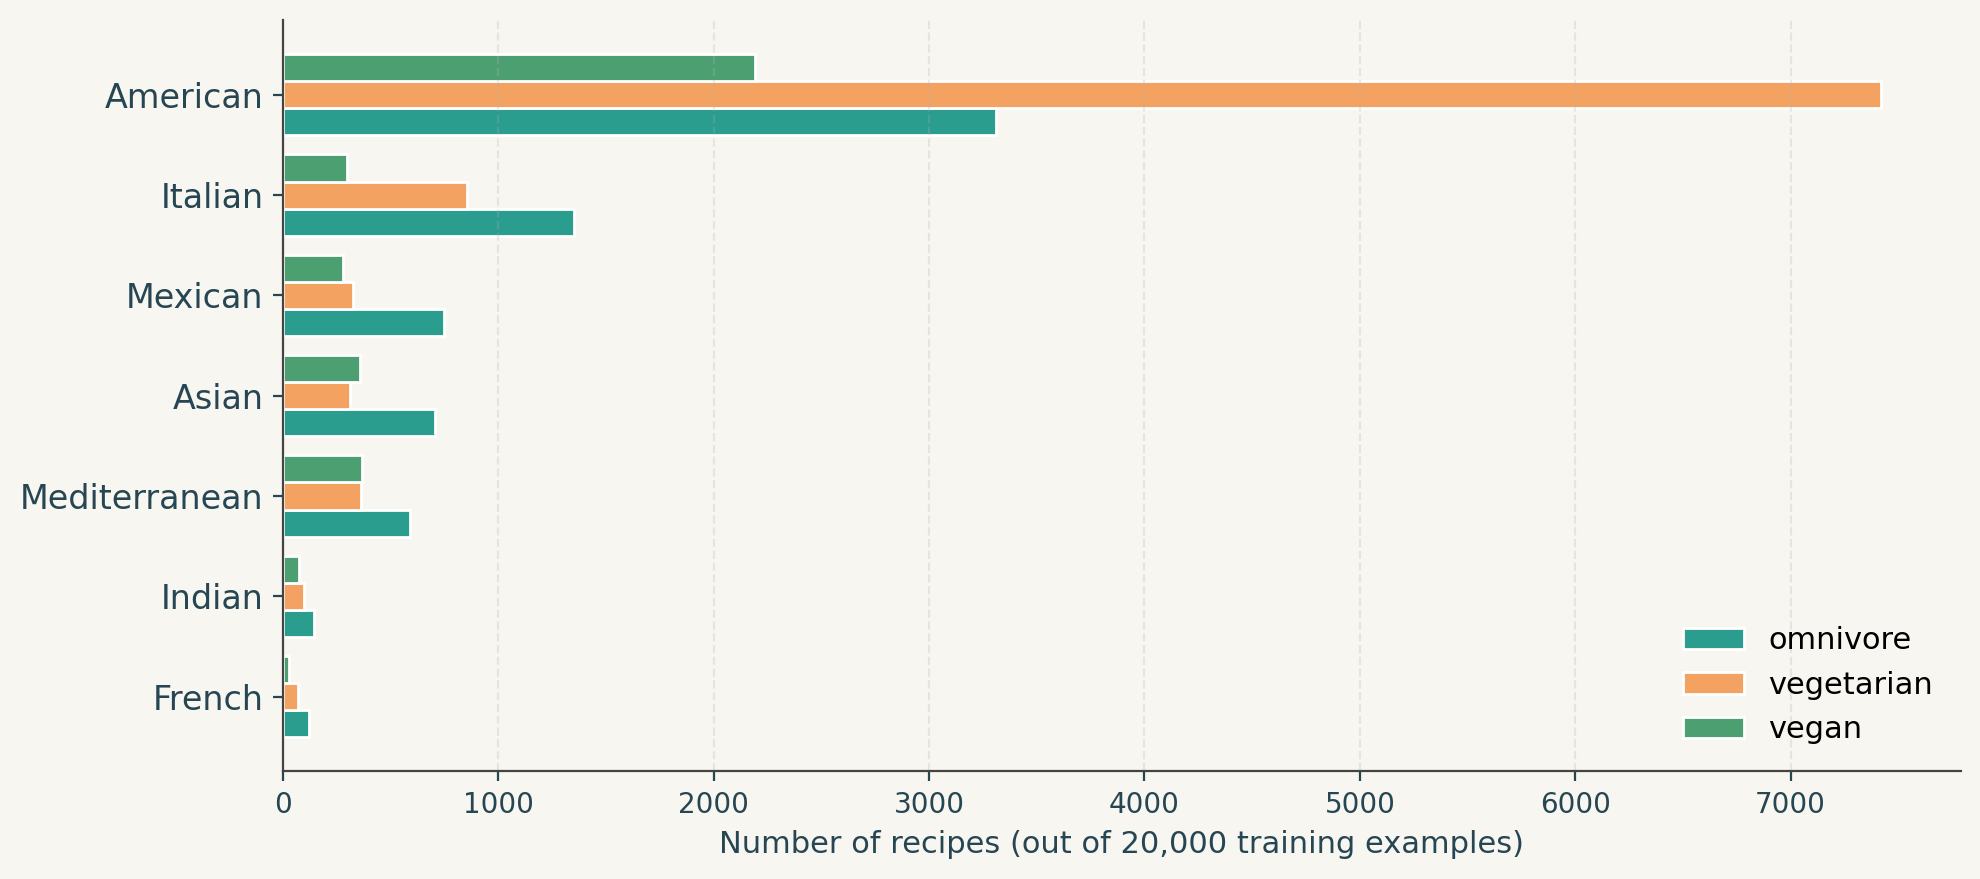 American
Italian
Mexican
Asian
Mediterranean
Indian
French
omnivore
vegetarian
vegan
0 1000 2000 3000 4000 5000 6000 7000
Number of recipes (out of 20,000 training examples)